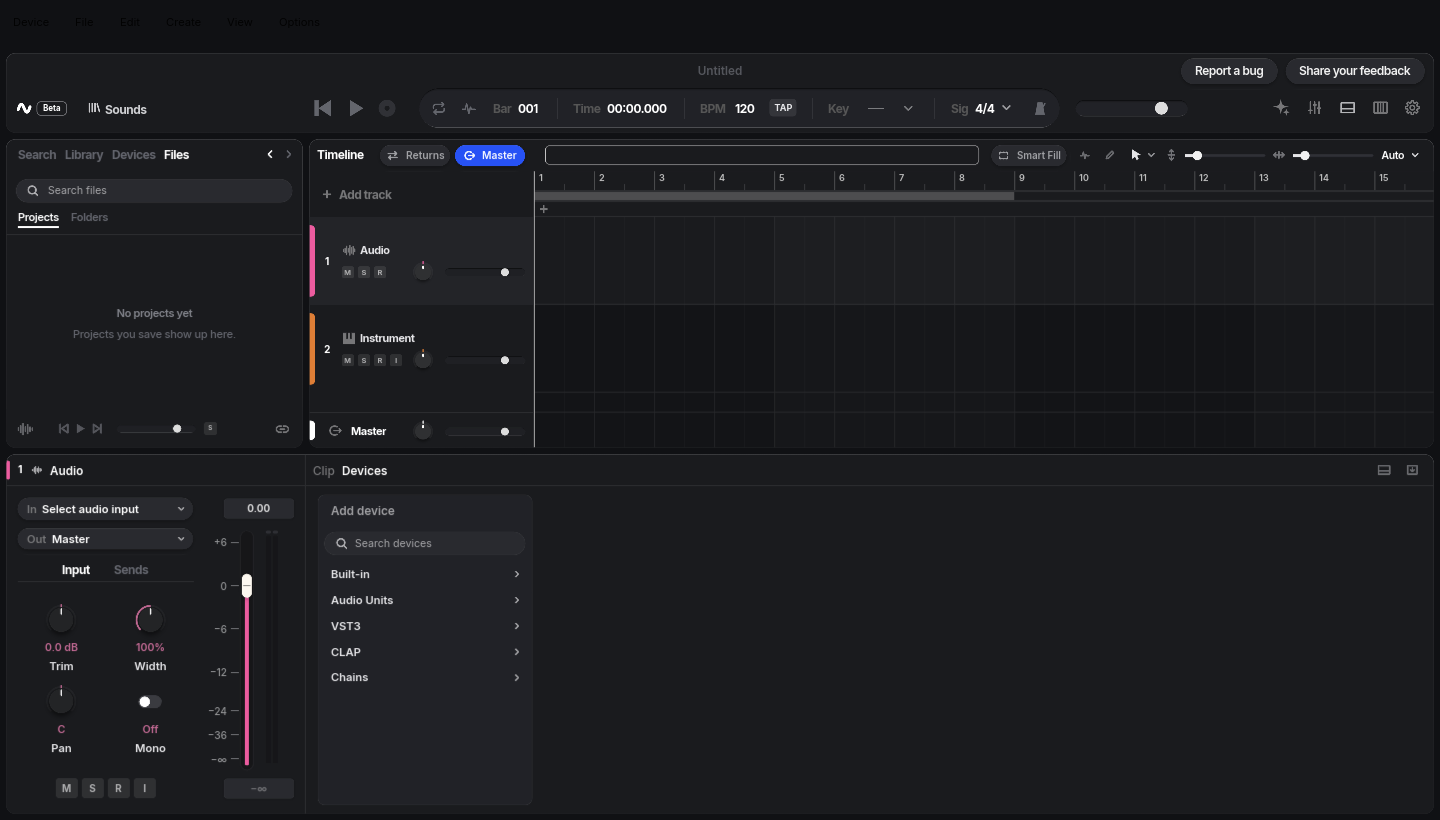 Device File Edit Create View Options
Untitled
Report a bug
Share your feedback
Beta
Sounds
Bar 001
Time 00:00.000
BPM 120 TAP
Key —
Sig 4/4
Search Library Devices Files
Search files
Projects Folders
No projects yet
Projects you save show up here.
S
Timeline
Returns
Master
Smart Fill
Auto
1 2 3 4 5 6 7 8 9 10 11 12 13 14 15
+ Add track
+
1 Audio
M S R
2 Instrument
M S R I
Master
1 Audio
In Select audio input
0.00
Out Master
Input Sends
+6
0
−6
−12
−24
−36
−∞
0.0 dB
Trim
100%
Width
C
Pan
Off
Mono
M S R I
−∞
Clip Devices
Add device
Search devices
Built-in
Audio Units
VST3
CLAP
Chains